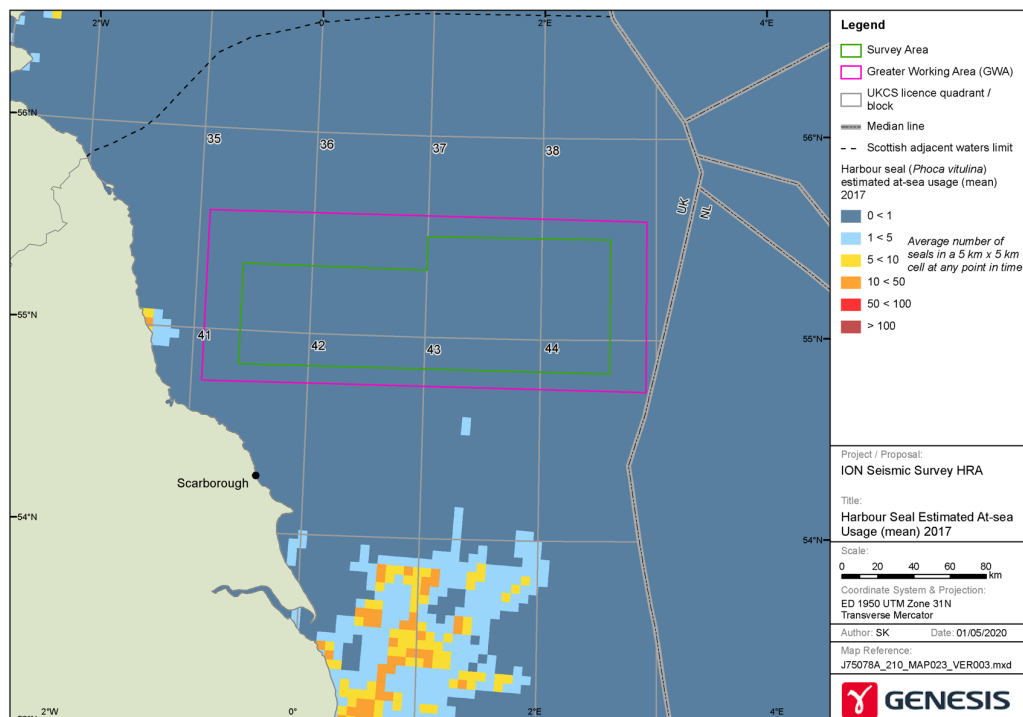 2°W
0°
2°E
4°E
56°N
56°N
35
36
37
38
UK
NL
55°N
55°N
41
42
43
44
Scarborough
54°N
54°N
2°W
0°
2°E
4°E
Legend
Survey Area
Greater Working Area (GWA)
UKCS licence quadrant /
block
Median line
Scottish adjacent waters limit
Harbour seal (Phoca vitulina)
estimated at-sea usage (mean)
2017
0 < 1
1 < 5
5 < 10
10 < 50
50 < 100
> 100
Average number of
seals in a 5 km x 5 km
cell at any point in time
Project / Proposal:
ION Seismic Survey HRA
Title:
Harbour Seal Estimated At-sea
Usage (mean) 2017
Scale:
0 20 40 60 80
km
Coordinate System & Projection:
ED 1950 UTM Zone 31N
Transverse Mercator
Author: SK Date: 01/05/2020
Map Reference:
J75078A_210_MAP023_VER003.mxd
GENESIS